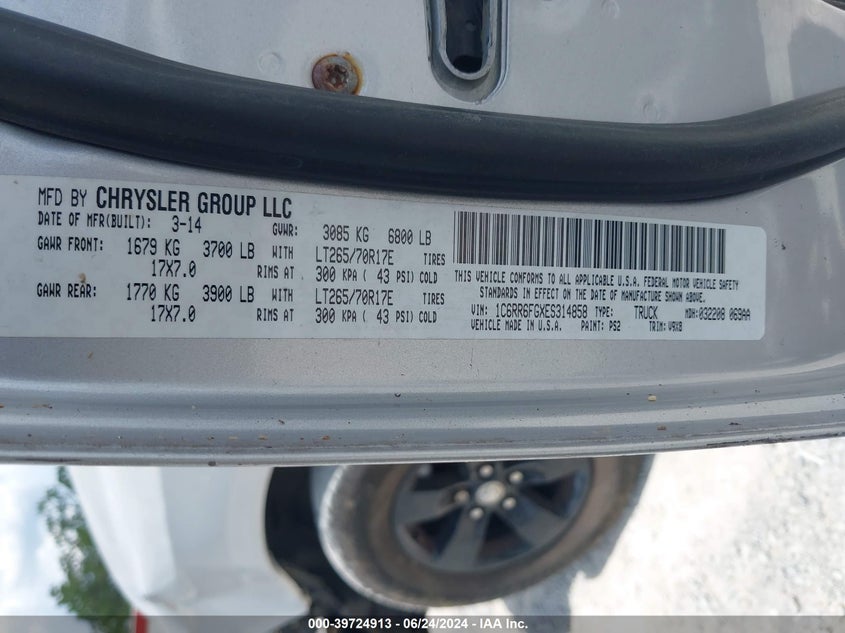 MFD BY CHRYSLER GROUP LLC
DATE OF MFR(BUILT): 3-14 GVWR: 3085 KG 6800 LB
GAWR FRONT: 1679 KG 3700 LB WITH LT265/70R17E TIRES
17X7.0 RIMS AT 300 KPA ( 43 PSI) COLD
GAWR REAR: 1770 KG 3900 LB WITH LT265/70R17E TIRES
17X7.0 RIMS AT 300 KPA ( 43 PSI) COLD
THIS VEHICLE CONFORMS TO ALL APPLICABLE U.S.A. FEDERAL MOTOR VEHICLE SAFETY
STANDARDS IN EFFECT ON THE DATE OF MANUFACTURE SHOWN ABOVE.
VIN: 1C6RR6FGXES314858 TYPE: TRUCK MDH: 032208 069AA
VEHICLE MADE IN U.S.A. PAINT: PS2 TRIM: V9X8
000-39724913 - 06/24/2024 - IAA Inc.